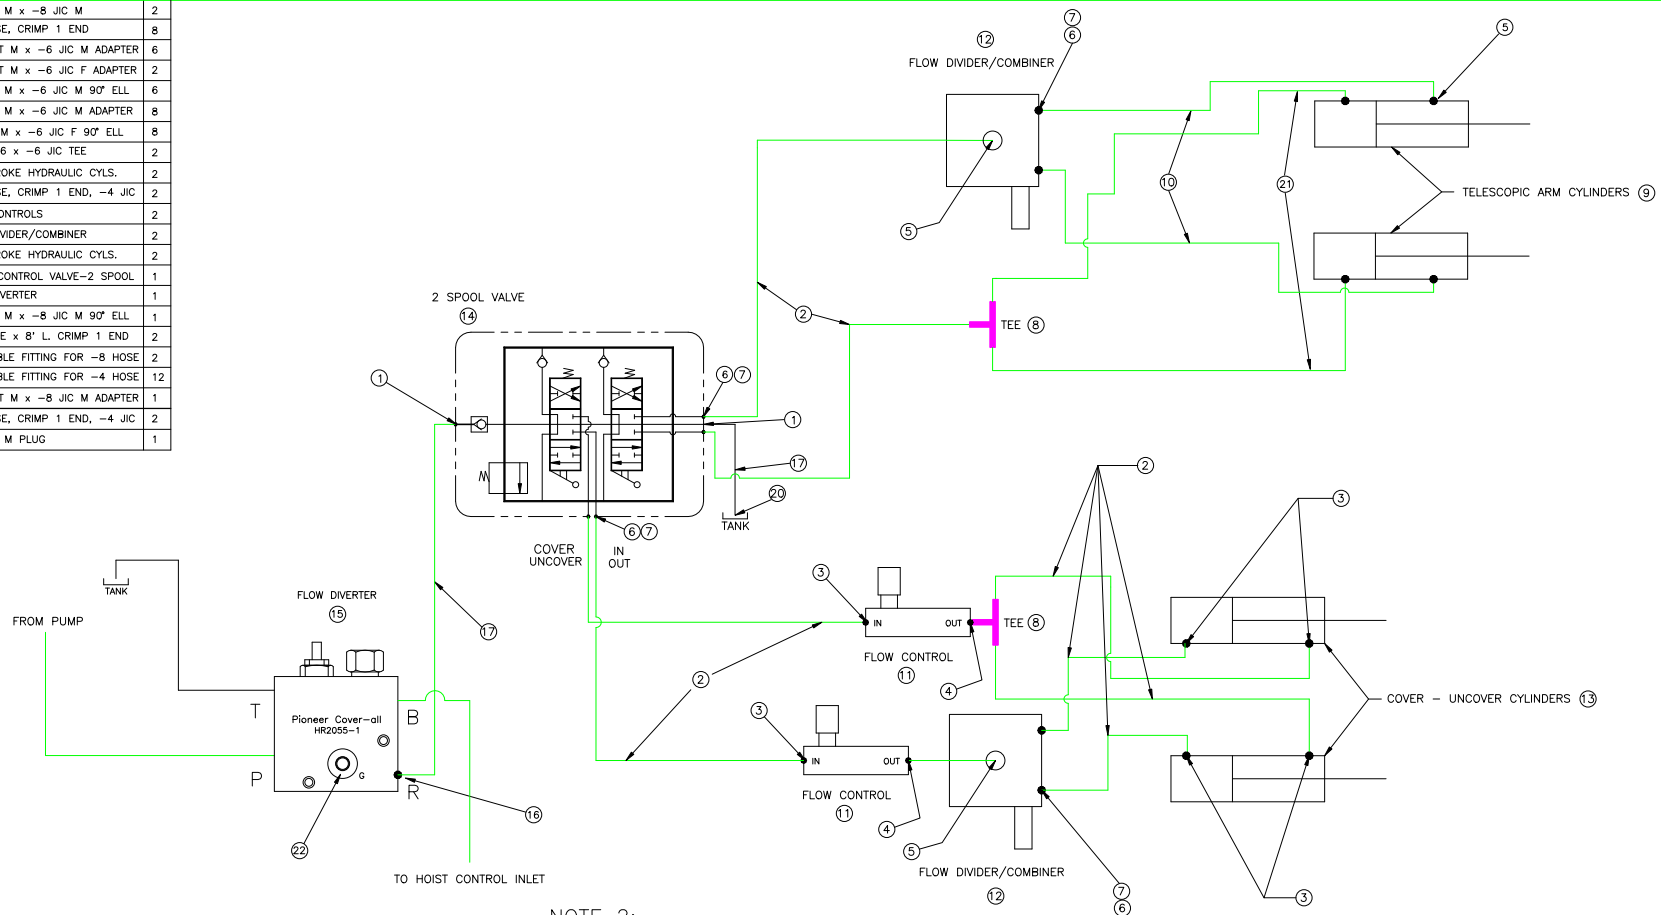 M x -8 JIC M 2
SE, CRIMP 1 END 8
T M x -6 JIC M ADAPTER 6
T M x -6 JIC F ADAPTER 2
M x -6 JIC M 90° ELL 6
M x -6 JIC M ADAPTER 8
M x -6 JIC F 90° ELL 8
6 x -6 JIC TEE 2
OKE HYDRAULIC CYLS. 2
SE, CRIMP 1 END, -4 JIC 2
ONTROLS 2
VIDER/COMBINER 2
OKE HYDRAULIC CYLS. 2
CONTROL VALVE-2 SPOOL 1
VERTER 1
M x -8 JIC M 90° ELL 1
E x 8' L. CRIMP 1 END 2
BLE FITTING FOR -8 HOSE 2
BLE FITTING FOR -4 HOSE 12
T M x -8 JIC M ADAPTER 1
SE, CRIMP 1 END, -4 JIC 2
M PLUG 1
7
6
12
FLOW DIVIDER/COMBINER
5
5
10
21
TELESCOPIC ARM CYLINDERS 9
2
TEE 8
2 SPOOL VALVE
14
1
6 7
1
17
20
TANK
6 7
COVER
UNCOVER
IN
OUT
2
3
TANK
FROM PUMP
FLOW DIVERTER
15
17
T
B
P
R
Pioneer Cover-all
HR2055-1
G
22
16
TO HOIST CONTROL INLET
3
IN OUT
TEE 8
FLOW CONTROL
11
4
2
3
IN OUT
FLOW CONTROL
11
4
5
FLOW DIVIDER/COMBINER
12
7
6
COVER - UNCOVER CYLINDERS 13
3
NOTE 2: